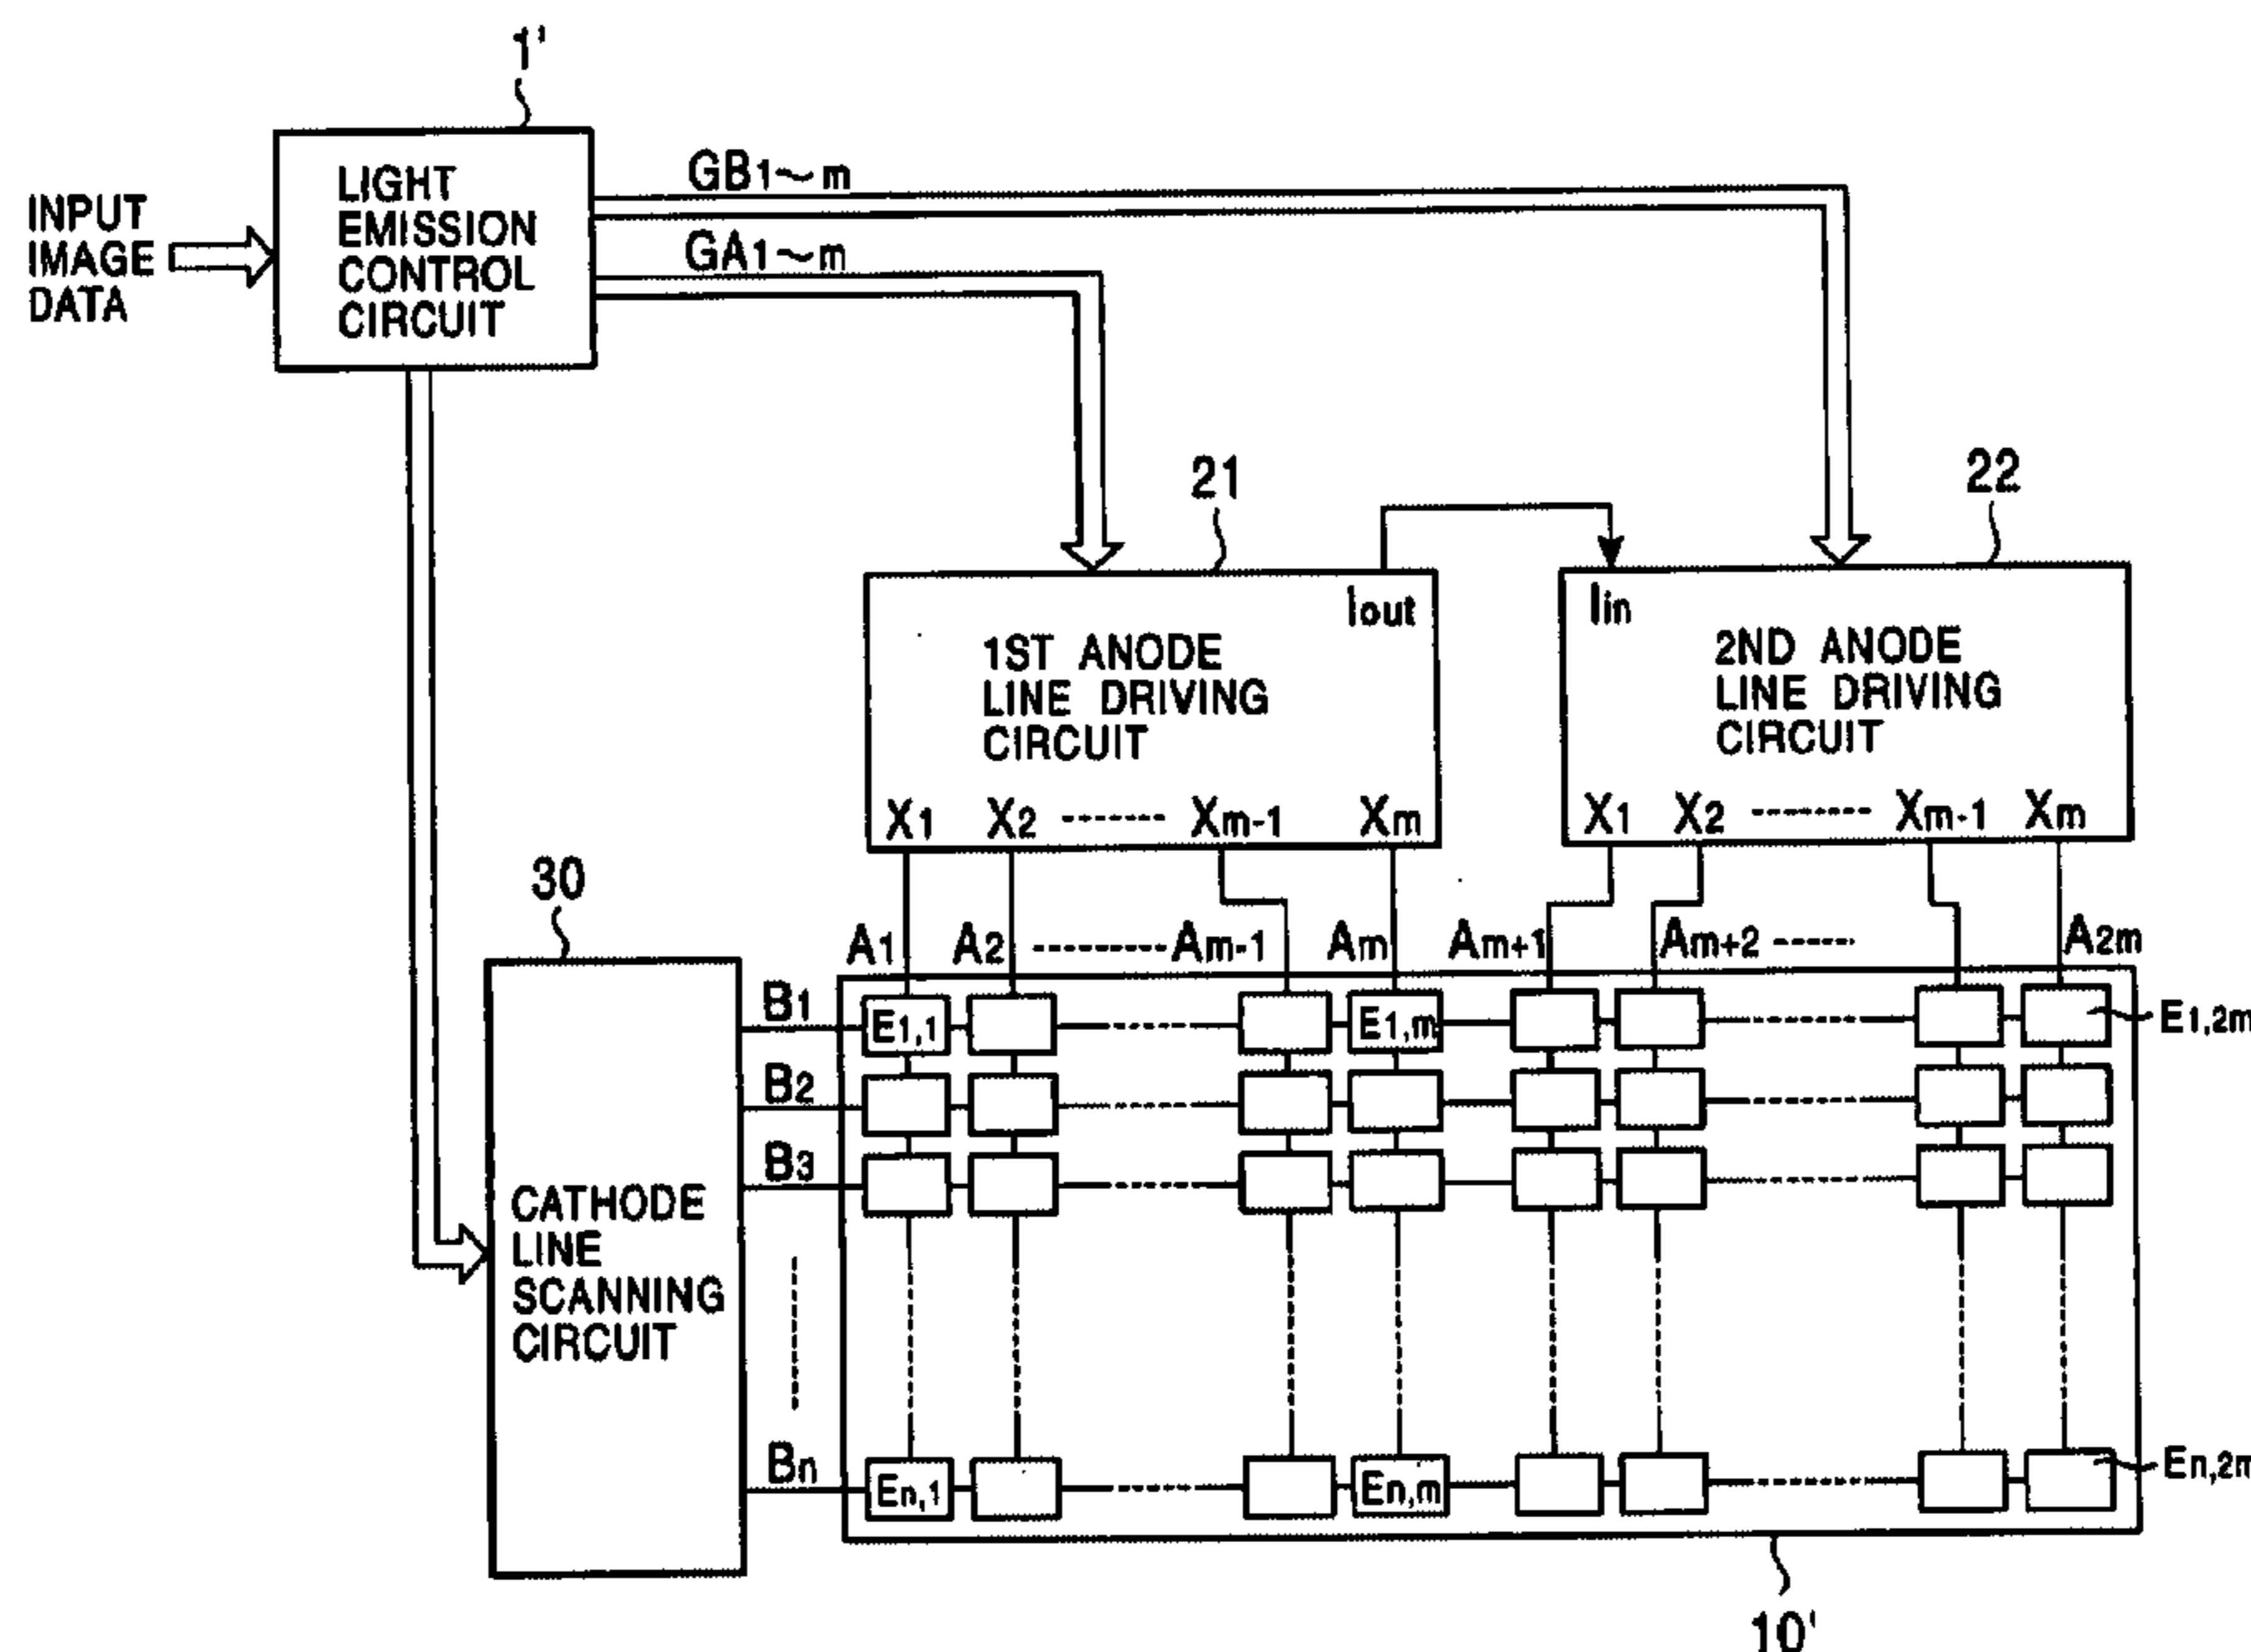 1'
INPUT
IMAGE
DATA
LIGHT
EMISSION
CONTROL
CIRCUIT
GB1~m
GA1~m
21
22
Iout
Iin
1ST ANODE
LINE DRIVING
CIRCUIT
2ND ANODE
LINE DRIVING
CIRCUIT
X1 X2 -------- Xm-1 Xm
X1 X2 -------- Xm-1 Xm
30
A1 A2 ---------- Am-1 Am Am+1 Am+2 ------ A2m
CATHODE
LINE
SCANNING
CIRCUIT
B1
B2
B3
Bn
E1,1
E1,m
E1,2m
En,1
En,m
En,2m
10'